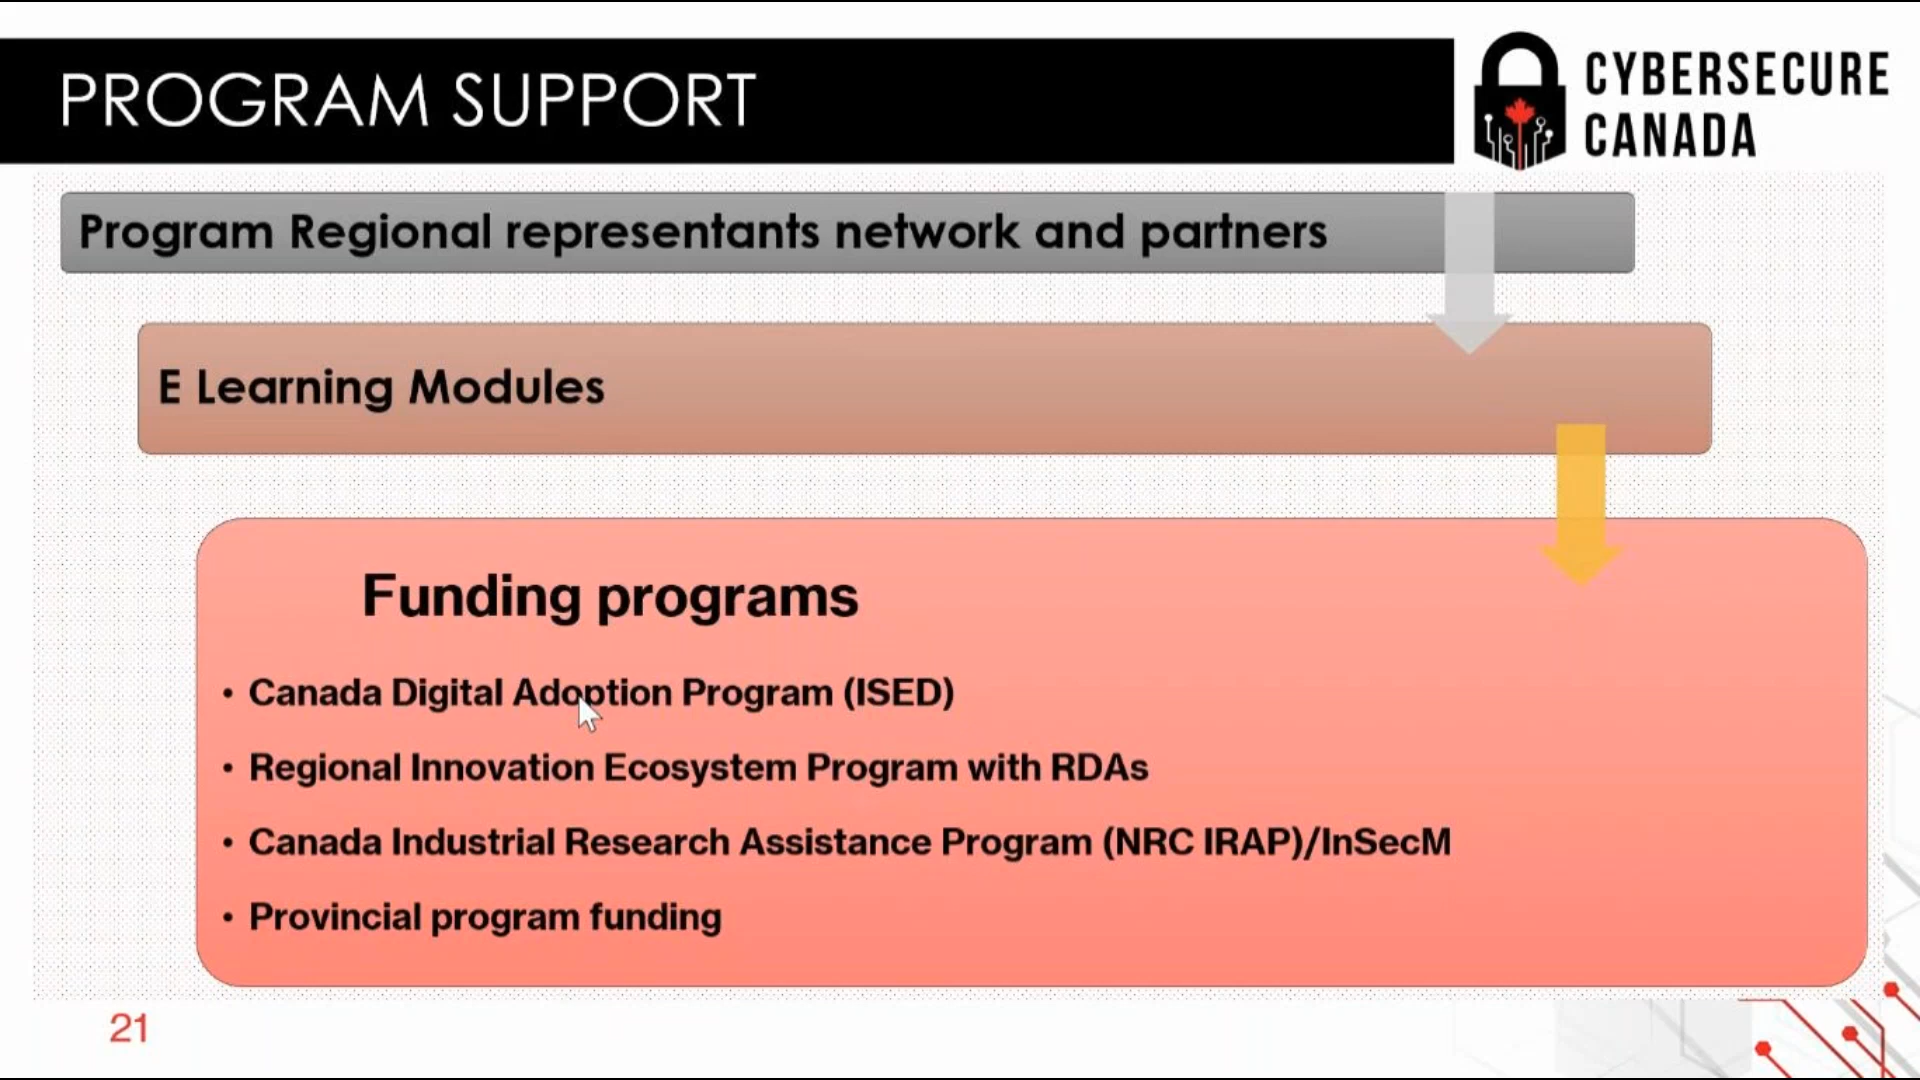 PROGRAM SUPPORT
CYBERSECURE
CANADA
Program Regional representants network and partners
E Learning Modules
Funding programs
• Canada Digital Adoption Program (ISED)
• Regional Innovation Ecosystem Program with RDAs
• Canada Industrial Research Assistance Program (NRC IRAP)/InSecM
• Provincial program funding
21